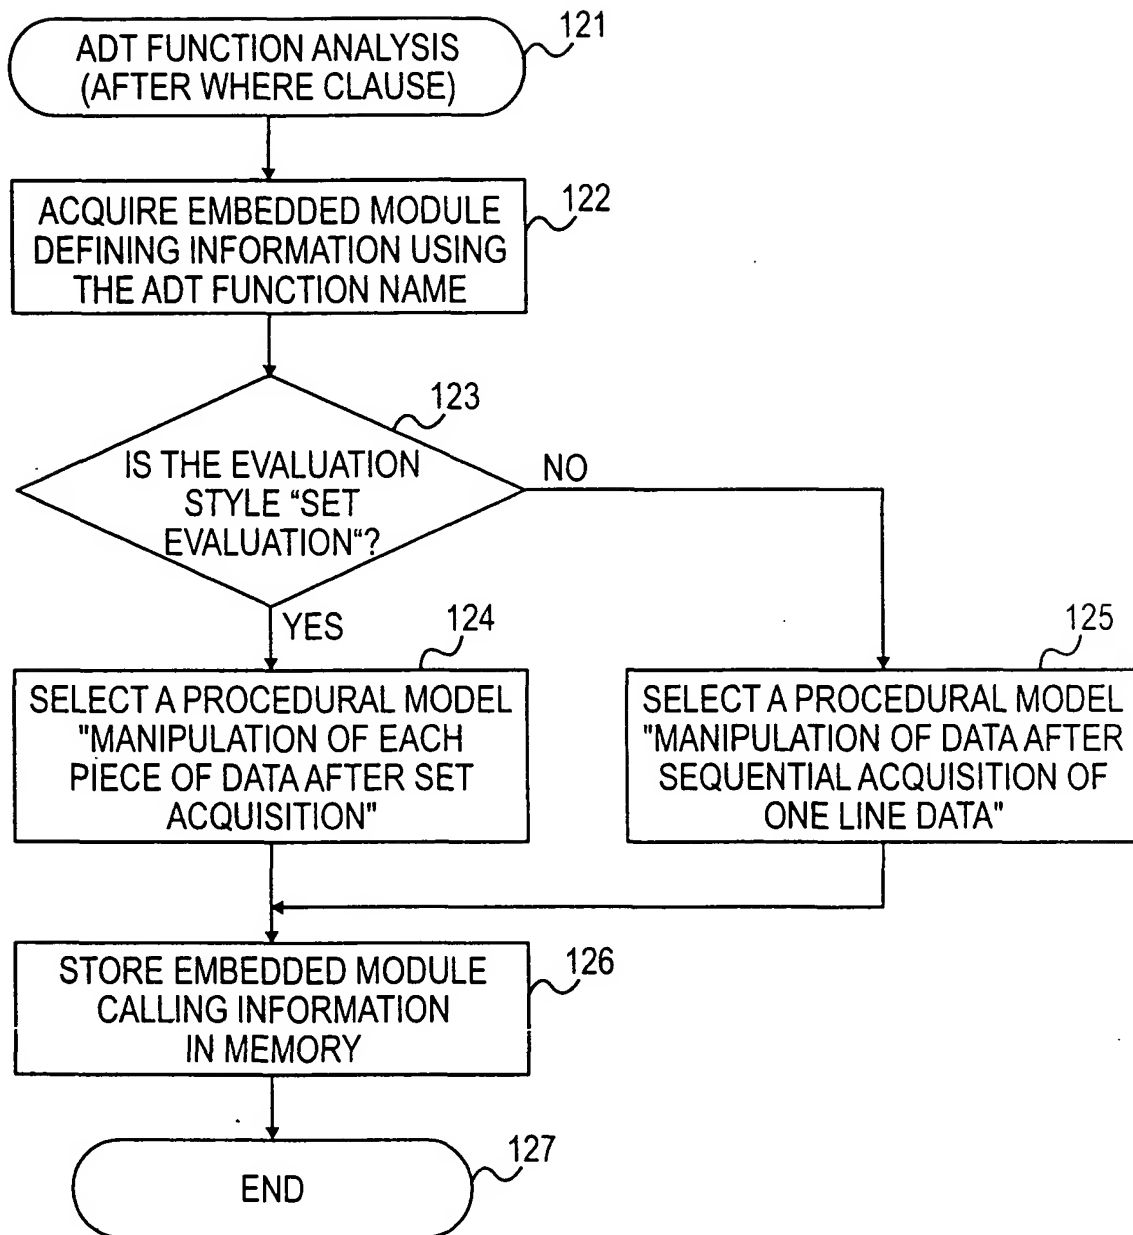 ADT FUNCTION ANALYSIS
(AFTER WHERE CLAUSE)
121
ACQUIRE EMBEDDED MODULE
DEFINING INFORMATION USING
THE ADT FUNCTION NAME
122
123
IS THE EVALUATION
STYLE “SET
EVALUATION“?
NO
YES
124
SELECT A PROCEDURAL MODEL
"MANIPULATION OF EACH
PIECE OF DATA AFTER SET
ACQUISITION"
125
SELECT A PROCEDURAL MODEL
"MANIPULATION OF DATA AFTER
SEQUENTIAL ACQUISITION OF
ONE LINE DATA"
STORE EMBEDDED MODULE
CALLING INFORMATION
IN MEMORY
126
END
127